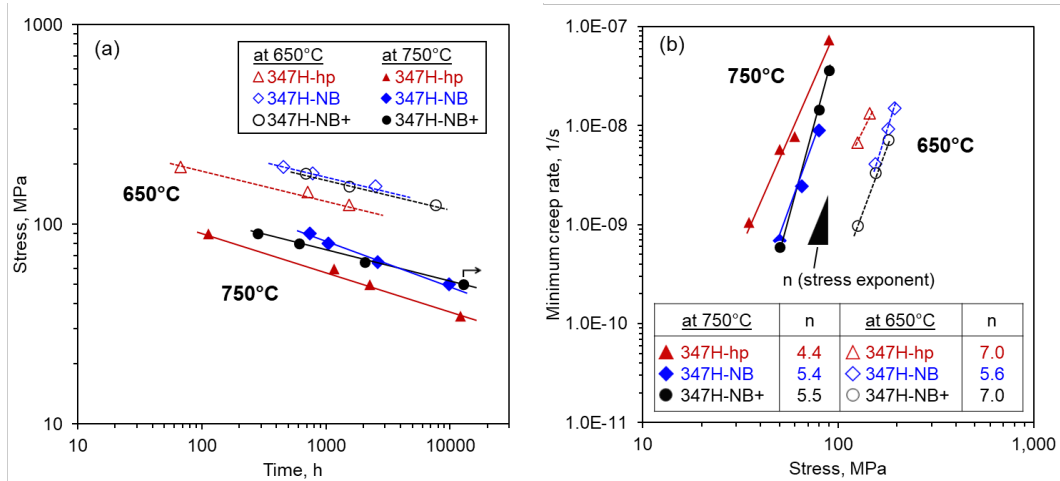 (a)
at 650°C at 750°C
347H-hp 347H-hp
347H-NB 347H-NB
347H-NB+ 347H-NB+
650°C
750°C
1000
100
10
Stress, MPa
10 100 1000 10000
Time, h
(b)
750°C
650°C
n (stress exponent)
at 750°C n at 650°C n
347H-hp 4.4 347H-hp 7.0
347H-NB 5.4 347H-NB 5.6
347H-NB+ 5.5 347H-NB+ 7.0
1.0E-07
1.0E-08
1.0E-09
1.0E-10
1.0E-11
Minimum creep rate, 1/s
10 100 1,000
Stress, MPa